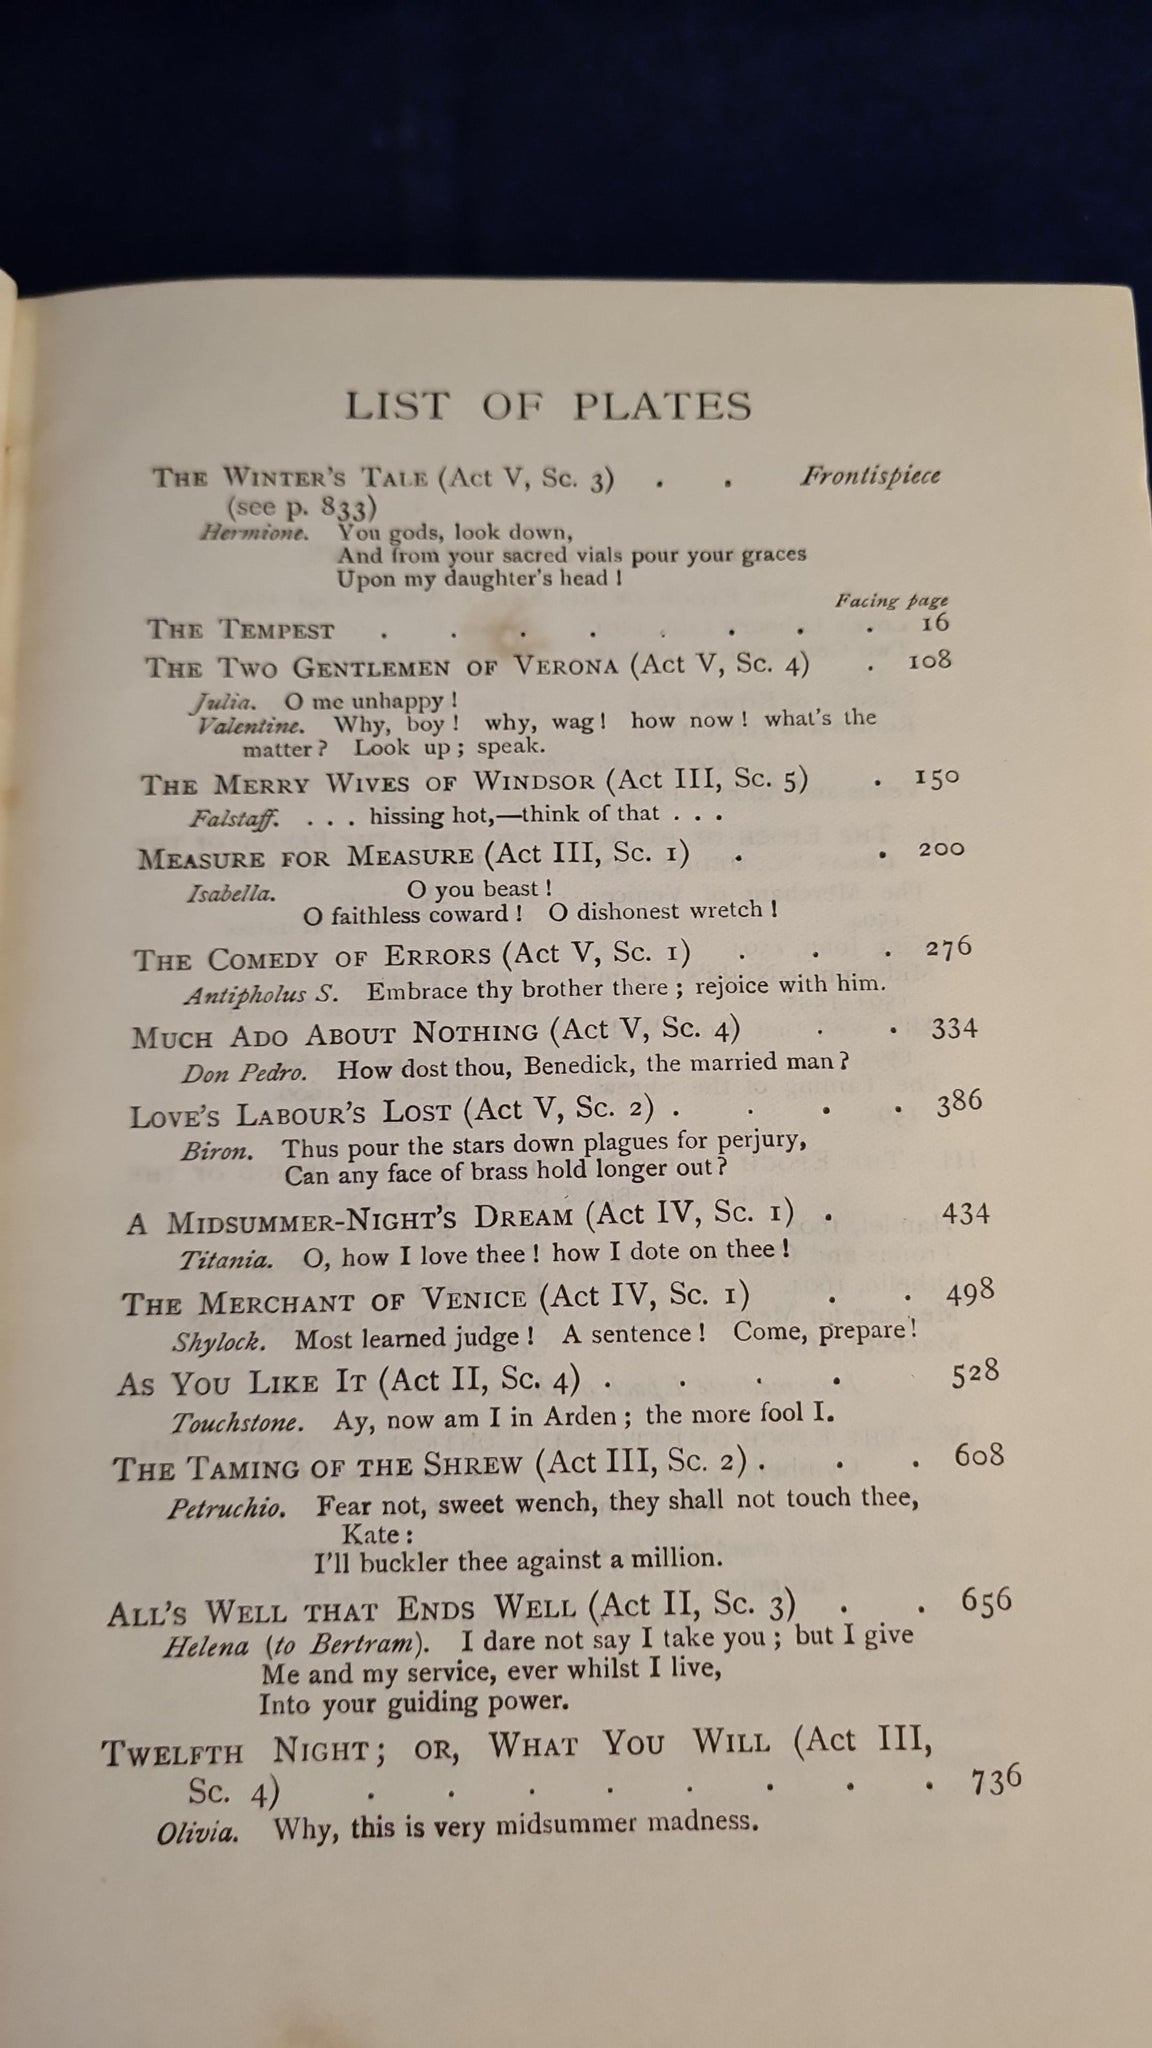 LIST OF PLATES
THE WINTER'S TALE (Act V, Sc. 3) . . Frontispiece
(see p. 833)
Hermione. You gods, look down,
And from your sacred vials pour your graces
Upon my daughter's head !
Facing page
THE TEMPEST . . . . . . . . 16
THE TWO GENTLEMEN OF VERONA (Act V, Sc. 4) . 108
Julia. O me unhappy !
Valentine. Why, boy ! why, wag ! how now ! what's the
matter ? Look up ; speak.
THE MERRY WIVES OF WINDSOR (Act III, Sc. 5) . 150
Falstaff. . . . hissing hot,—think of that . . .
MEASURE FOR MEASURE (Act III, Sc. 1) . . 200
Isabella. O you beast !
O faithless coward ! O dishonest wretch !
THE COMEDY OF ERRORS (Act V, Sc. 1) . . . 276
Antipholus S. Embrace thy brother there ; rejoice with him.
MUCH ADO ABOUT NOTHING (Act V, Sc. 4) . . 334
Don Pedro. How dost thou, Benedick, the married man ?
LOVE'S LABOUR'S LOST (Act V, Sc. 2) . . . . 386
Biron. Thus pour the stars down plagues for perjury,
Can any face of brass hold longer out ?
A MIDSUMMER-NIGHT'S DREAM (Act IV, Sc. 1) . 434
Titania. O, how I love thee ! how I dote on thee !
THE MERCHANT OF VENICE (Act IV, Sc. 1) . . 498
Shylock. Most learned judge ! A sentence ! Come, prepare !
AS YOU LIKE IT (Act II, Sc. 4) . . . . 528
Touchstone. Ay, now am I in Arden ; the more fool I.
THE TAMING OF THE SHREW (Act III, Sc. 2) . . . 608
Petruchio. Fear not, sweet wench, they shall not touch thee,
Kate :
I'll buckler thee against a million.
ALL'S WELL THAT ENDS WELL (Act II, Sc. 3) . . 656
Helena (to Bertram). I dare not say I take you ; but I give
Me and my service, ever whilst I live,
Into your guiding power.
TWELFTH NIGHT ; OR, WHAT YOU WILL (Act III,
Sc. 4) . . . . . . . . 736
Olivia. Why, this is very midsummer madness.